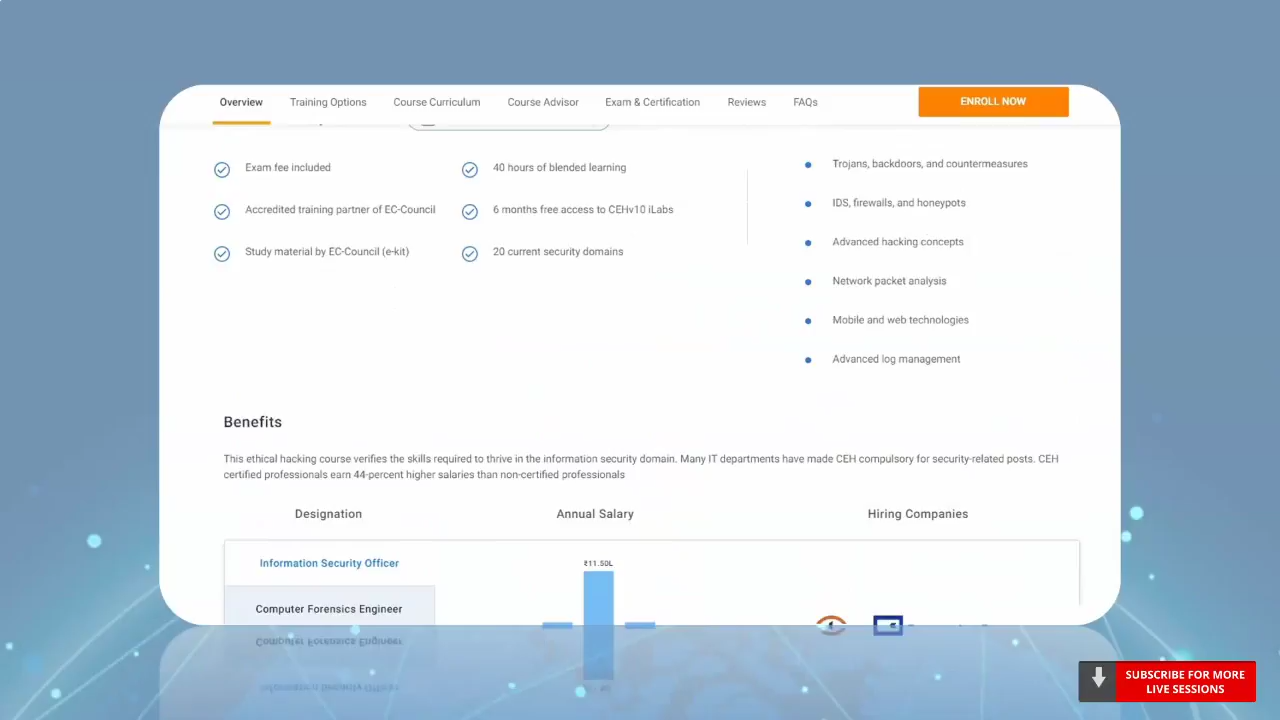 Overview
Training Options
Course Curriculum
Course Advisor
Exam & Certification
Reviews
FAQs
ENROLL NOW
Exam fee included
40 hours of blended learning
Accredited training partner of EC-Council
6 months free access to CEHv10 iLabs
Study material by EC-Council (e-kit)
20 current security domains
Trojans, backdoors, and countermeasures
IDS, firewalls, and honeypots
Advanced hacking concepts
Network packet analysis
Mobile and web technologies
Advanced log management
Benefits
This ethical hacking course verifies the skills required to thrive in the information security domain. Many IT departments have made CEH compulsory for security-related posts. CEH
certified professionals earn 44-percent higher salaries than non-certified professionals
Designation
Annual Salary
Hiring Companies
Information Security Officer
₹11.50L
Computer Forensics Engineer
SUBSCRIBE FOR MORE
LIVE SESSIONS